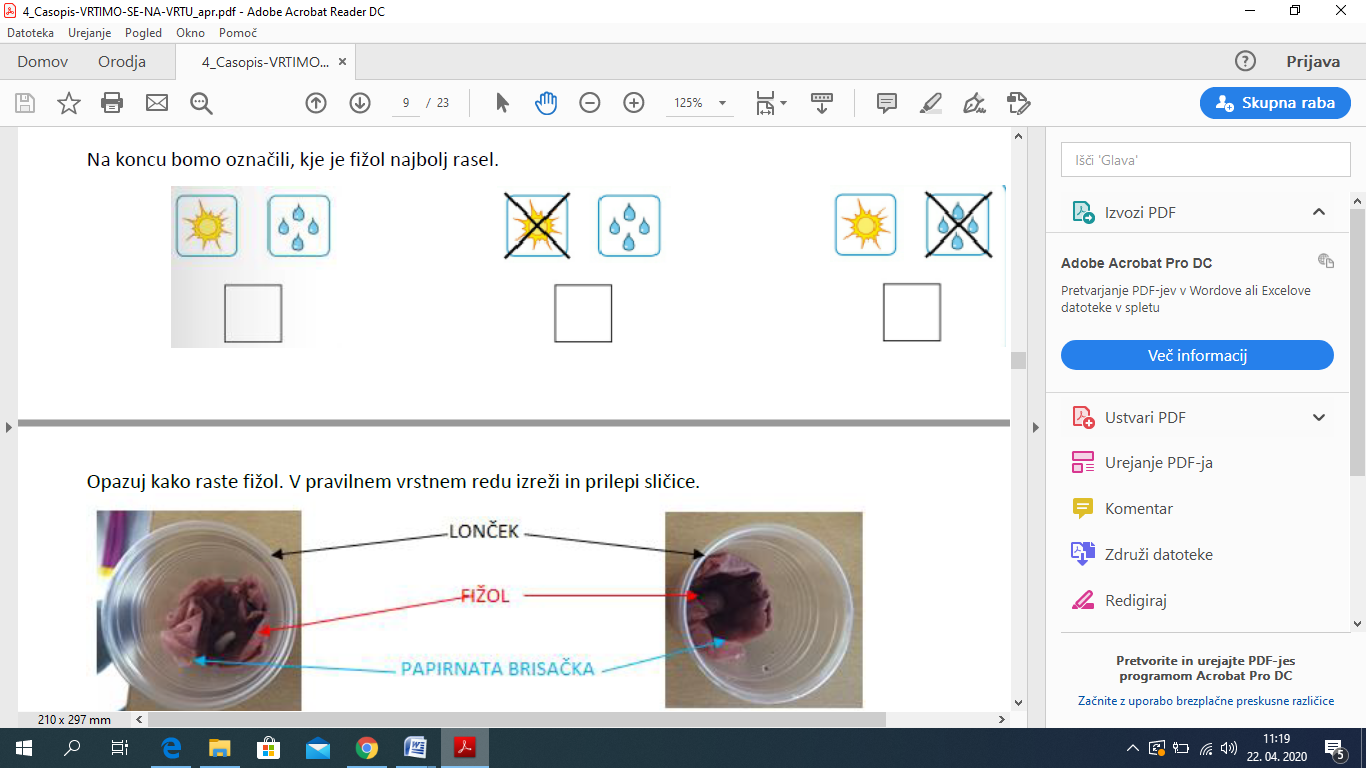 4_Casopis-VRTIMO-SE-NA-VRTU_apr.pdf - Adobe Acrobat Reader DC
Datoteka Urejanje Pogled Okno Pomoč
Domov Orodja 4_Casopis-VRTIMO... × ? Prijava
9 / 23 125% Skupna raba
Na koncu bomo označili, kje je fižol najbolj rasel.
Opazuj kako raste fižol. V pravilnem vrstnem redu izreži in prilepi sličice.
LONČEK
FIŽOL
PAPIRNATA BRISAČKA
210 x 297 mm
Išči 'Glava'
Izvozi PDF
Adobe Acrobat Pro DC
Pretvarjanje PDF-jev v Wordove ali Excelove
datoteke v spletu
Več informacij
Ustvari PDF
Urejanje PDF-ja
Komentar
Združi datoteke
Redigiraj
Pretvorite in urejajte PDF-jes
programom Acrobat Pro DC
Začnite z uporabo brezplačne preskusne različice
11:19
22. 04. 2020
5